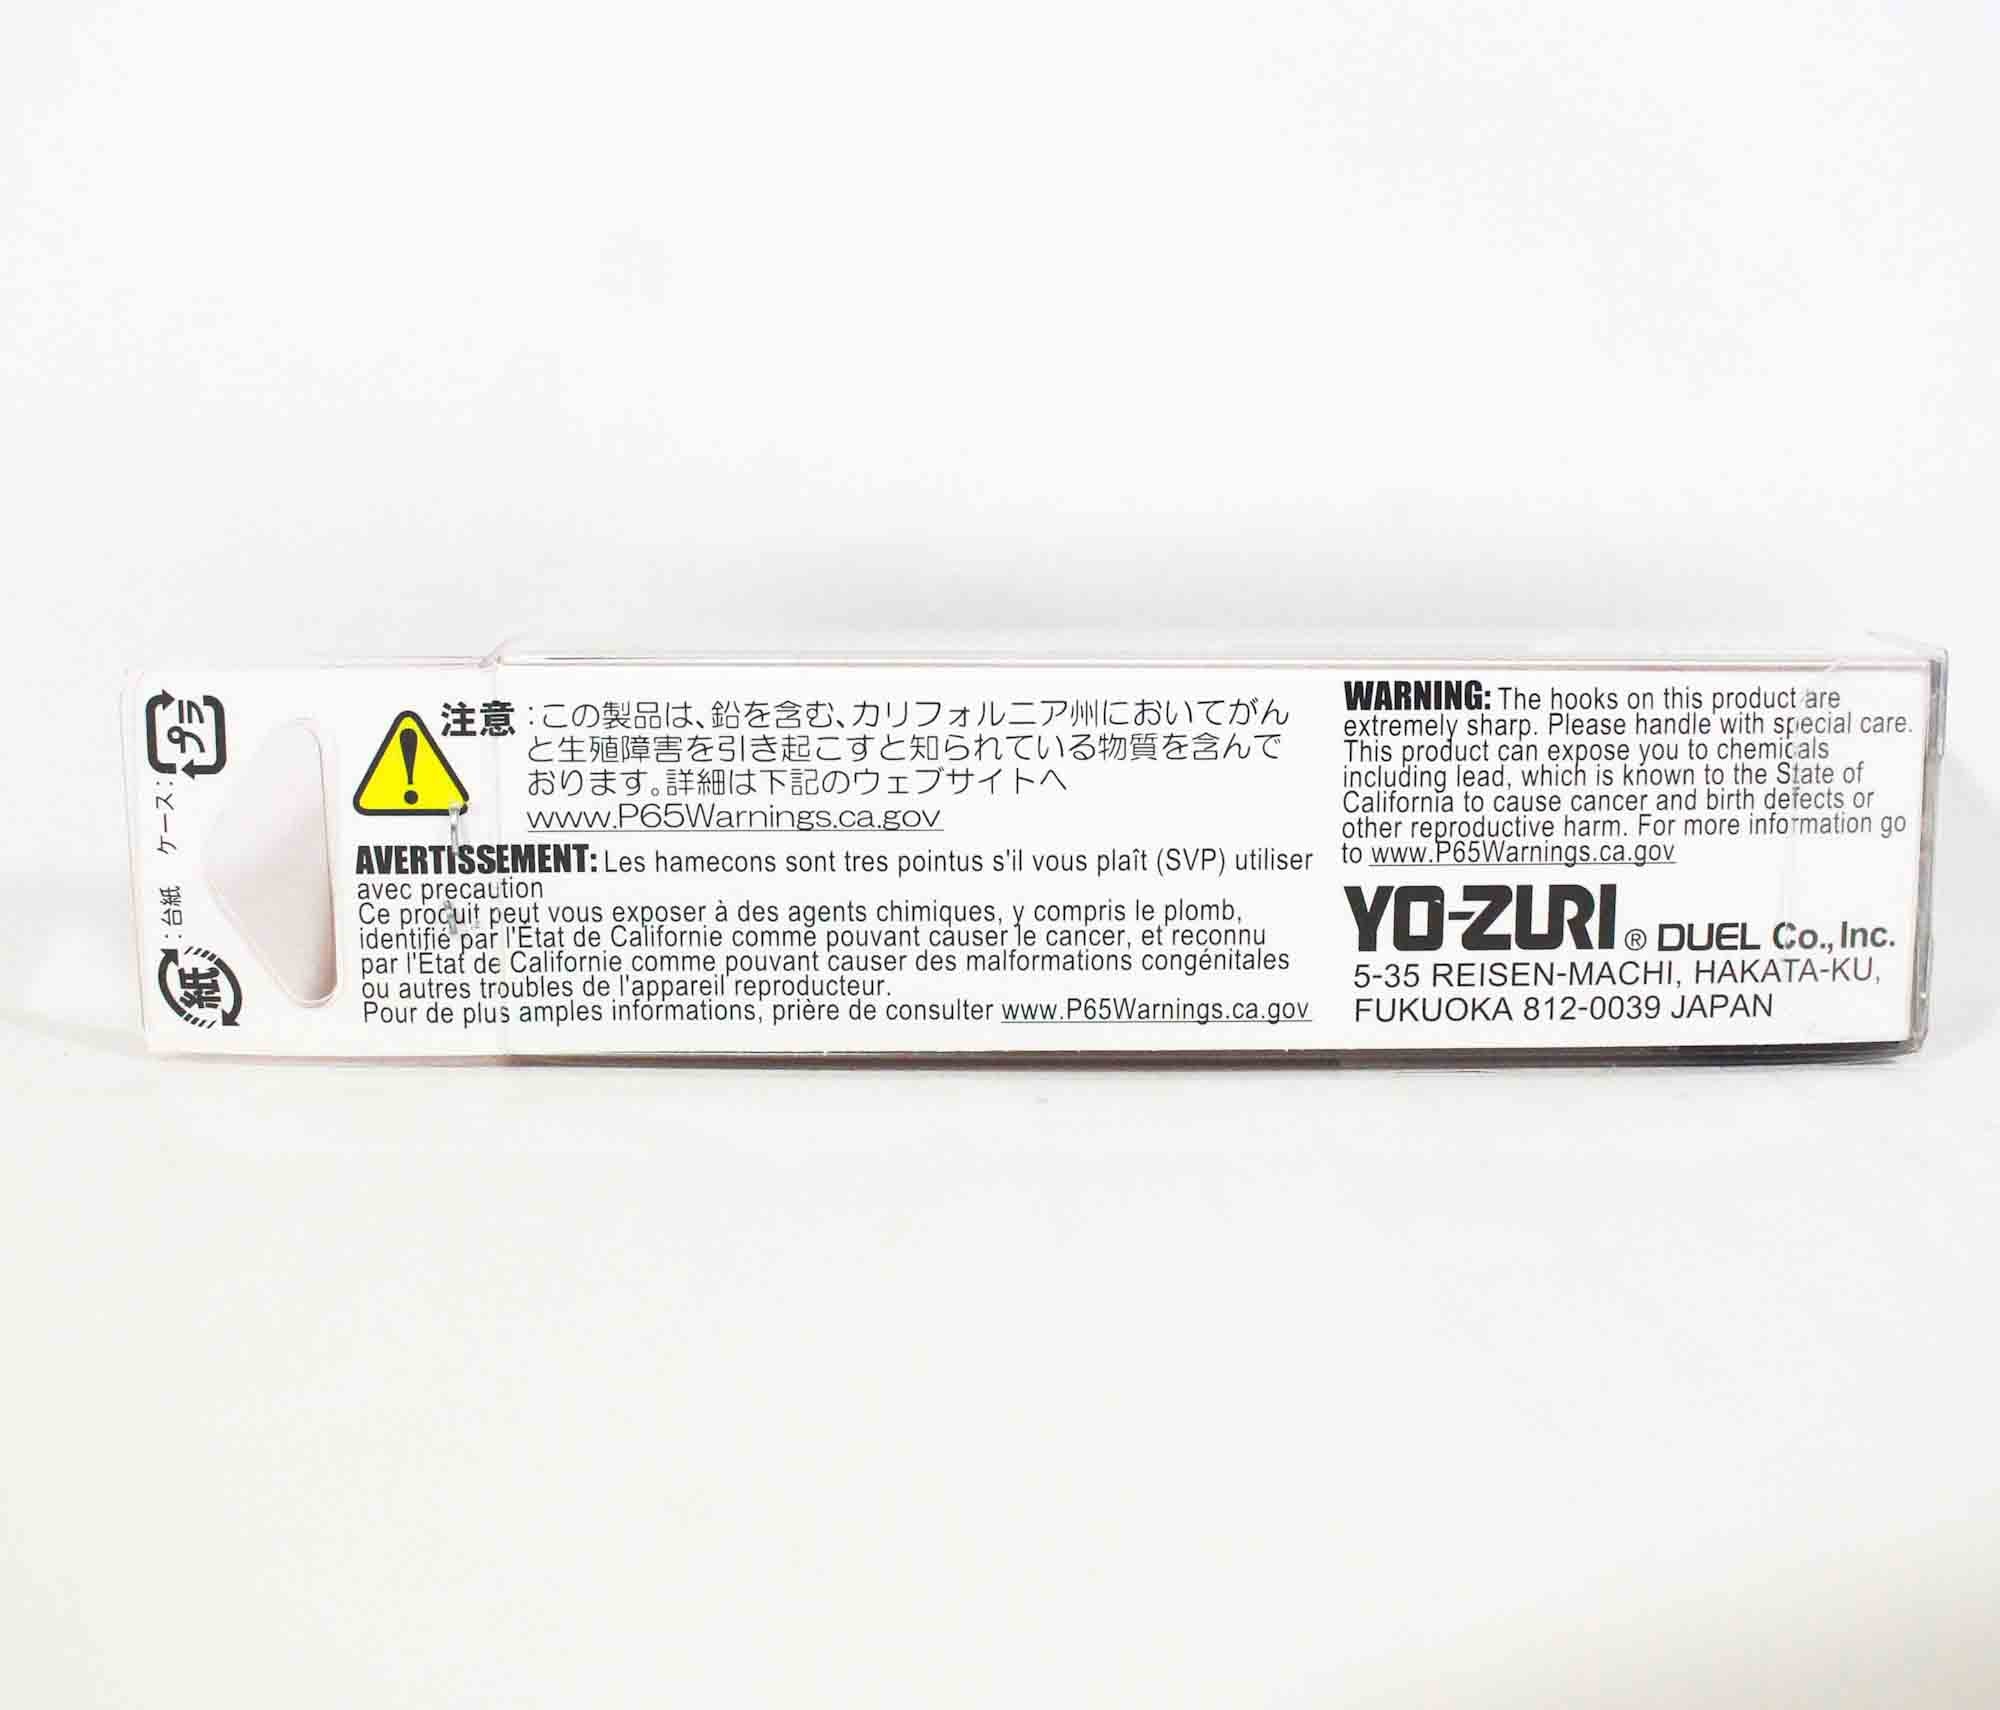 プラ
ケース:
:台紙
紙
注意:この製品は、鉛を含む、カリフォルニア州においてがん
と生殖障害を引き起こすと知られている物質を含んで
おります。詳細は下記のウェブサイトへ
www.P65Warnings.ca.gov
AVERTISSEMENT: Les hamecons sont tres pointus s'il vous plaît (SVP) utiliser
avec precaution
Ce produit peut vous exposer à des agents chimiques, y compris le plomb,
identifié par l'État de Californie comme pouvant causer le cancer, et reconnu
par l'État de Californie comme pouvant causer des malformations congénitales
ou autres troubles de l'appareil reproducteur.
Pour de plus amples informations, prière de consulter www.P65Warnings.ca.gov
WARNING: The hooks on this product are
extremely sharp. Please handle with special care.
This product can expose you to chemicals
including lead, which is known to the State of
California to cause cancer and birth defects or
other reproductive harm. For more information go
to www.P65Warnings.ca.gov
YO-ZURI ® DUEL Co., Inc.
5-35 REISEN-MACHI, HAKATA-KU,
FUKUOKA 812-0039 JAPAN